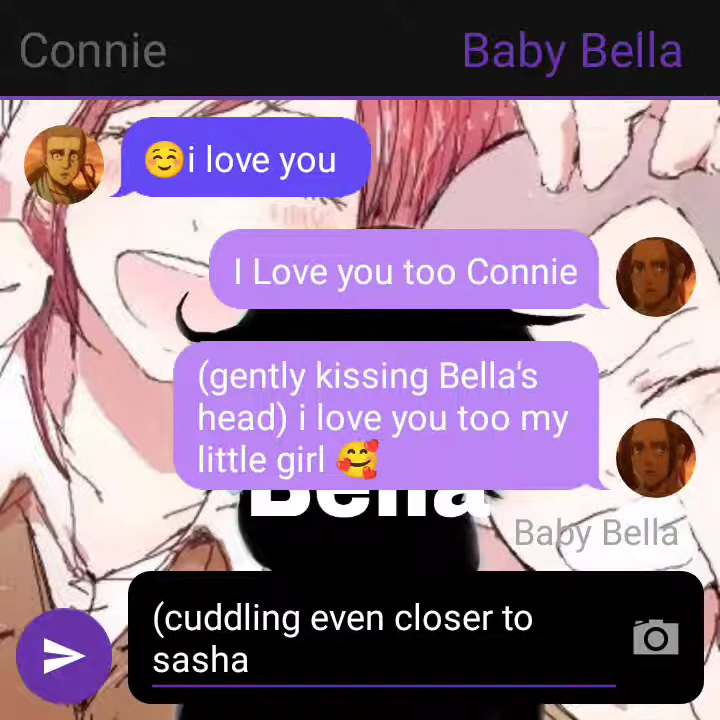 Connie
Baby Bella
☺️i love you
I Love you too Connie
(gently kissing Bella's
head) i love you too my
little girl 🥰
Bella
Baby Bella
(cuddling even closer to
sasha